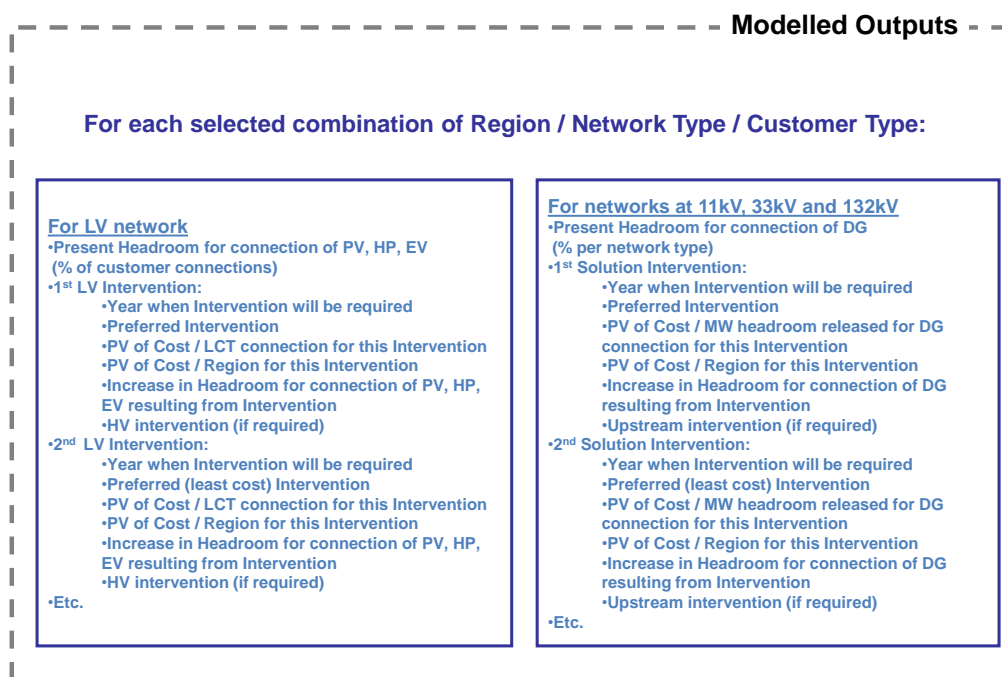 Modelled Outputs
For each selected combination of Region / Network Type / Customer Type:
For LV network
•Present Headroom for connection of PV, HP, EV
(% of customer connections)
•1st LV Intervention:
•Year when Intervention will be required
•Preferred Intervention
•PV of Cost / LCT connection for this Intervention
•PV of Cost / Region for this Intervention
•Increase in Headroom for connection of PV, HP,
EV resulting from Intervention
•HV intervention (if required)
•2nd LV Intervention:
•Year when Intervention will be required
•Preferred (least cost) Intervention
•PV of Cost / LCT connection for this Intervention
•PV of Cost / Region for this Intervention
•Increase in Headroom for connection of PV, HP,
EV resulting from Intervention
•HV intervention (if required)
•Etc.
For networks at 11kV, 33kV and 132kV
•Present Headroom for connection of DG
(% per network type)
•1st Solution Intervention:
•Year when Intervention will be required
•Preferred Intervention
•PV of Cost / MW headroom released for DG
connection for this Intervention
•PV of Cost / Region for this Intervention
•Increase in Headroom for connection of DG
resulting from Intervention
•Upstream intervention (if required)
•2nd Solution Intervention:
•Year when Intervention will be required
•Preferred (least cost) Intervention
•PV of Cost / MW headroom released for DG
connection for this Intervention
•PV of Cost / Region for this Intervention
•Increase in Headroom for connection of DG
resulting from Intervention
•Upstream intervention (if required)
•Etc.